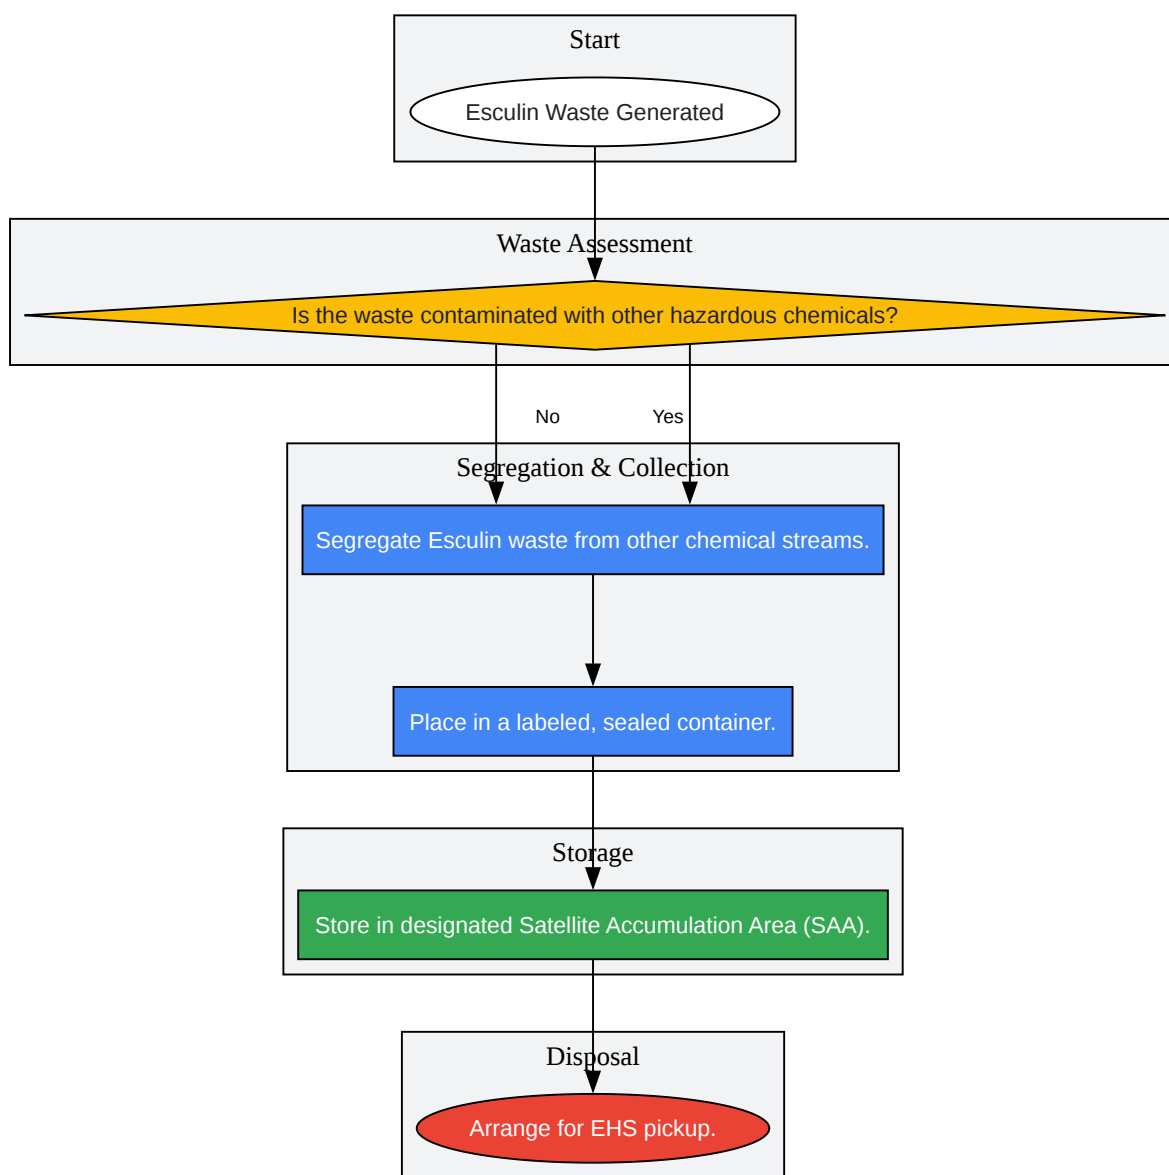 Start
Esculin Waste Generated
Waste Assessment
Is the waste contaminated with other hazardous chemicals?
No
Yes
Segregation & Collection
Segregate Esculin waste from other chemical streams.
Place in a labeled, sealed container.
Storage
Store in designated Satellite Accumulation Area (SAA).
Disposal
Arrange for EHS pickup.